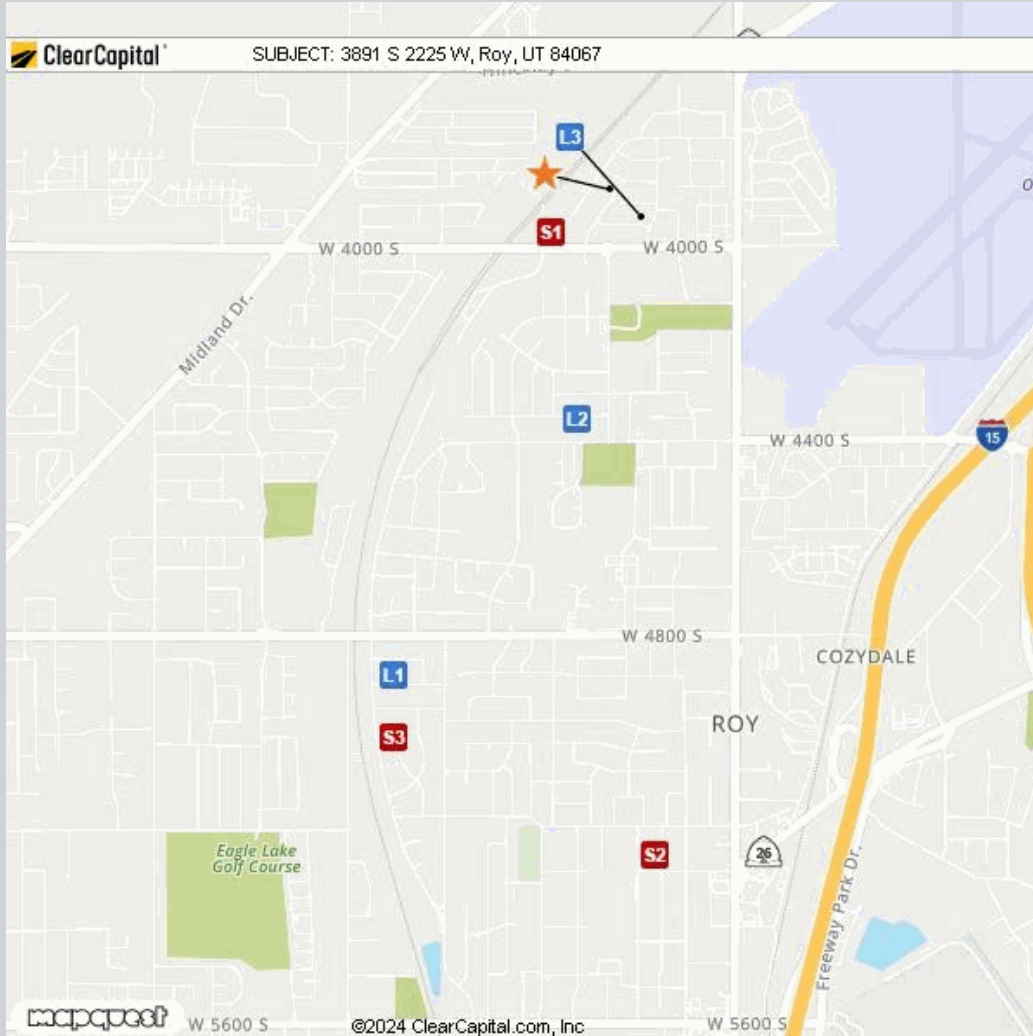 ClearCapital SUBJECT: 3891 S 2225 W, Roy, UT 84067
L3
S1
W 4000 S
W 4000 S
Midland Dr.
L2
W 4400 S
15
W 4800 S
COZYDALE
L1
ROY
S3
Eagle Lake
Golf Course
S2
26
Freeway Park Dr.
mapquest
W 5600 S
©2024 ClearCapital.com, Inc
W 5600 S